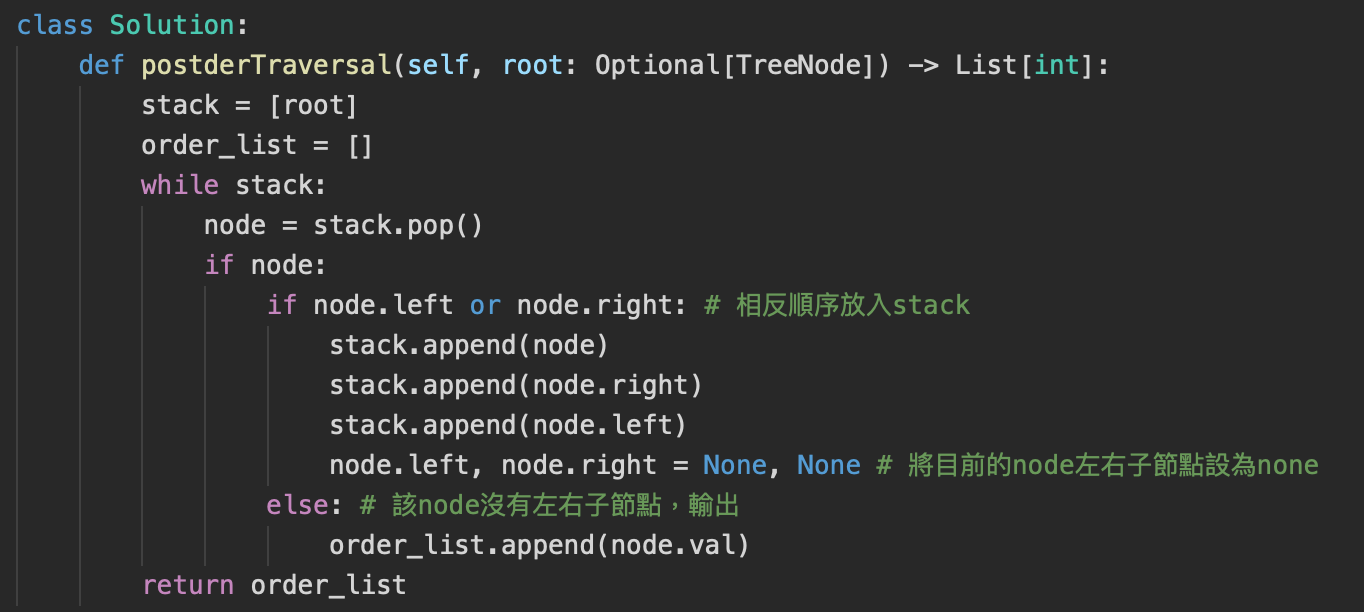 class Solution:
    def postderTraversal(self, root: Optional[TreeNode]) -> List[int]:
        stack = [root]
        order_list = []
        while stack:
            node = stack.pop()
            if node:
                if node.left or node.right: # 相反順序放入stack
                    stack.append(node)
                    stack.append(node.right)
                    stack.append(node.left)
                    node.left, node.right = None, None # 將目前的node左右子節點設為none
                else: # 該node沒有左右子節點，輸出
                    order_list.append(node.val)
        return order_list